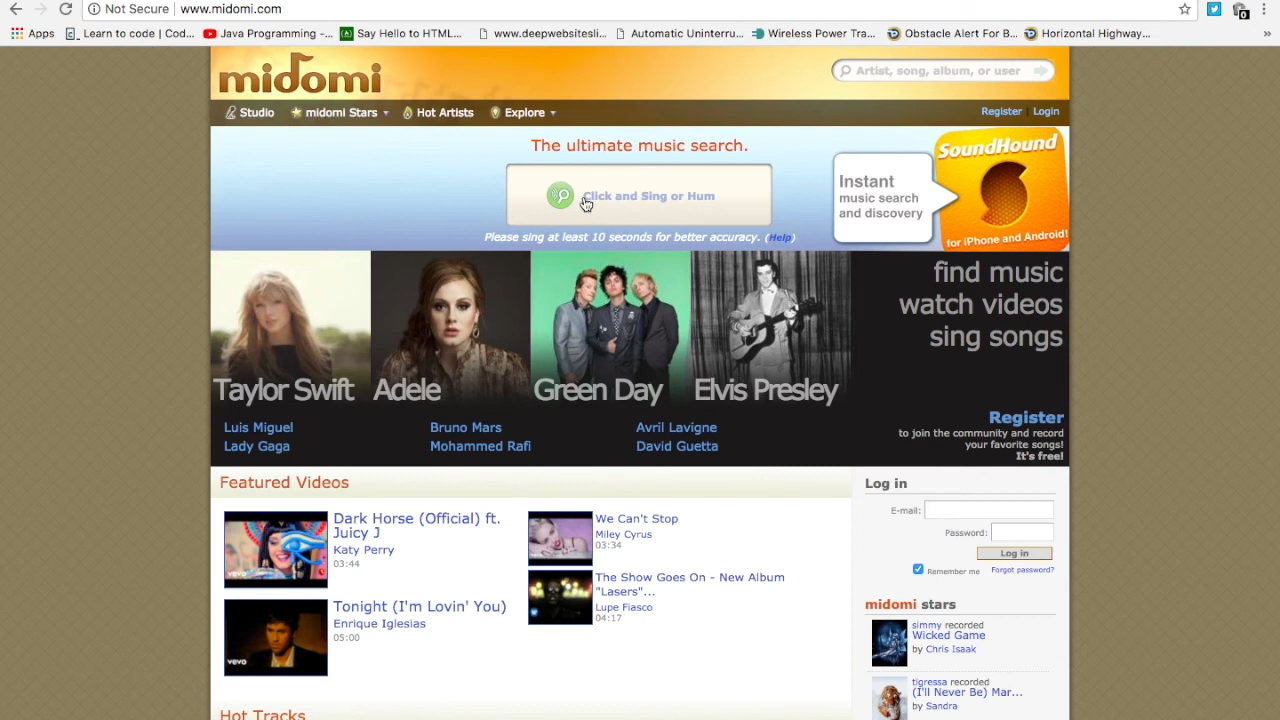 Not Secure | www.midomi.com
0
Apps
Learn to code | Cod...
Java Programming -...
Say Hello to HTML...
www.deepwebsitesli...
Automatic Uninterru...
Wireless Power Tra...
Obstacle Alert For B...
Horizontal Highway...
»
midomi
Artist, song, album, or user
Studio
midomi Stars
Hot Artists
Explore
Register | Login
The ultimate music search.
Click and Sing or Hum
Please sing at least 10 seconds for better accuracy. (Help)
Instant
music search
and discovery
SoundHound
for iPhone and Android!
Taylor Swift
Adele
Green Day
Elvis Presley
find music
watch videos
sing songs
Luis Miguel
Bruno Mars
Avril Lavigne
Lady Gaga
Mohammed Rafi
David Guetta
Register
to join the community and record
your favorite songs!
It's free!
Featured Videos
Dark Horse (Official) ft.
Juicy J
Katy Perry
03:44
vevo
We Can't Stop
Miley Cyrus
03:34
vevo
The Show Goes On - New Album
"Lasers"...
Lupe Fiasco
04:17
Tonight (I'm Lovin' You)
Enrique Iglesias
05:00
vevo
Hot Tracks
Log in
E-mail:
Password:
Log in
Remember me
Forgot password?
midomi stars
simmy recorded
Wicked Game
by Chris Isaak
tigressa recorded
(I'll Never Be) Mar...
by Sandra